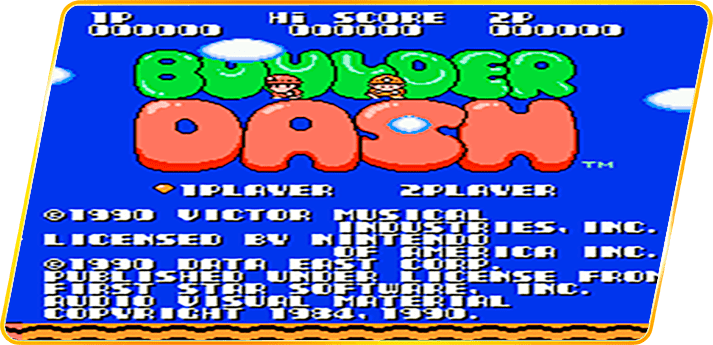 1P HI SCORE 2P
000000 000000 000000
BOULDER
DASH
TM
1PLAYER 2PLAYER
©1990 VICTOR MUSICAL
INDUSTRIES, INC.
LICENSED BY NINTENDO
OF AMERICA INC.
©1990 DATA EAST CORP.
PUBLISHED UNDER LICENSE FROM
FIRST STAR SOFTWARE, INC.
AUDIO VISUAL MATERIAL
COPYRIGHT 1984,1990.